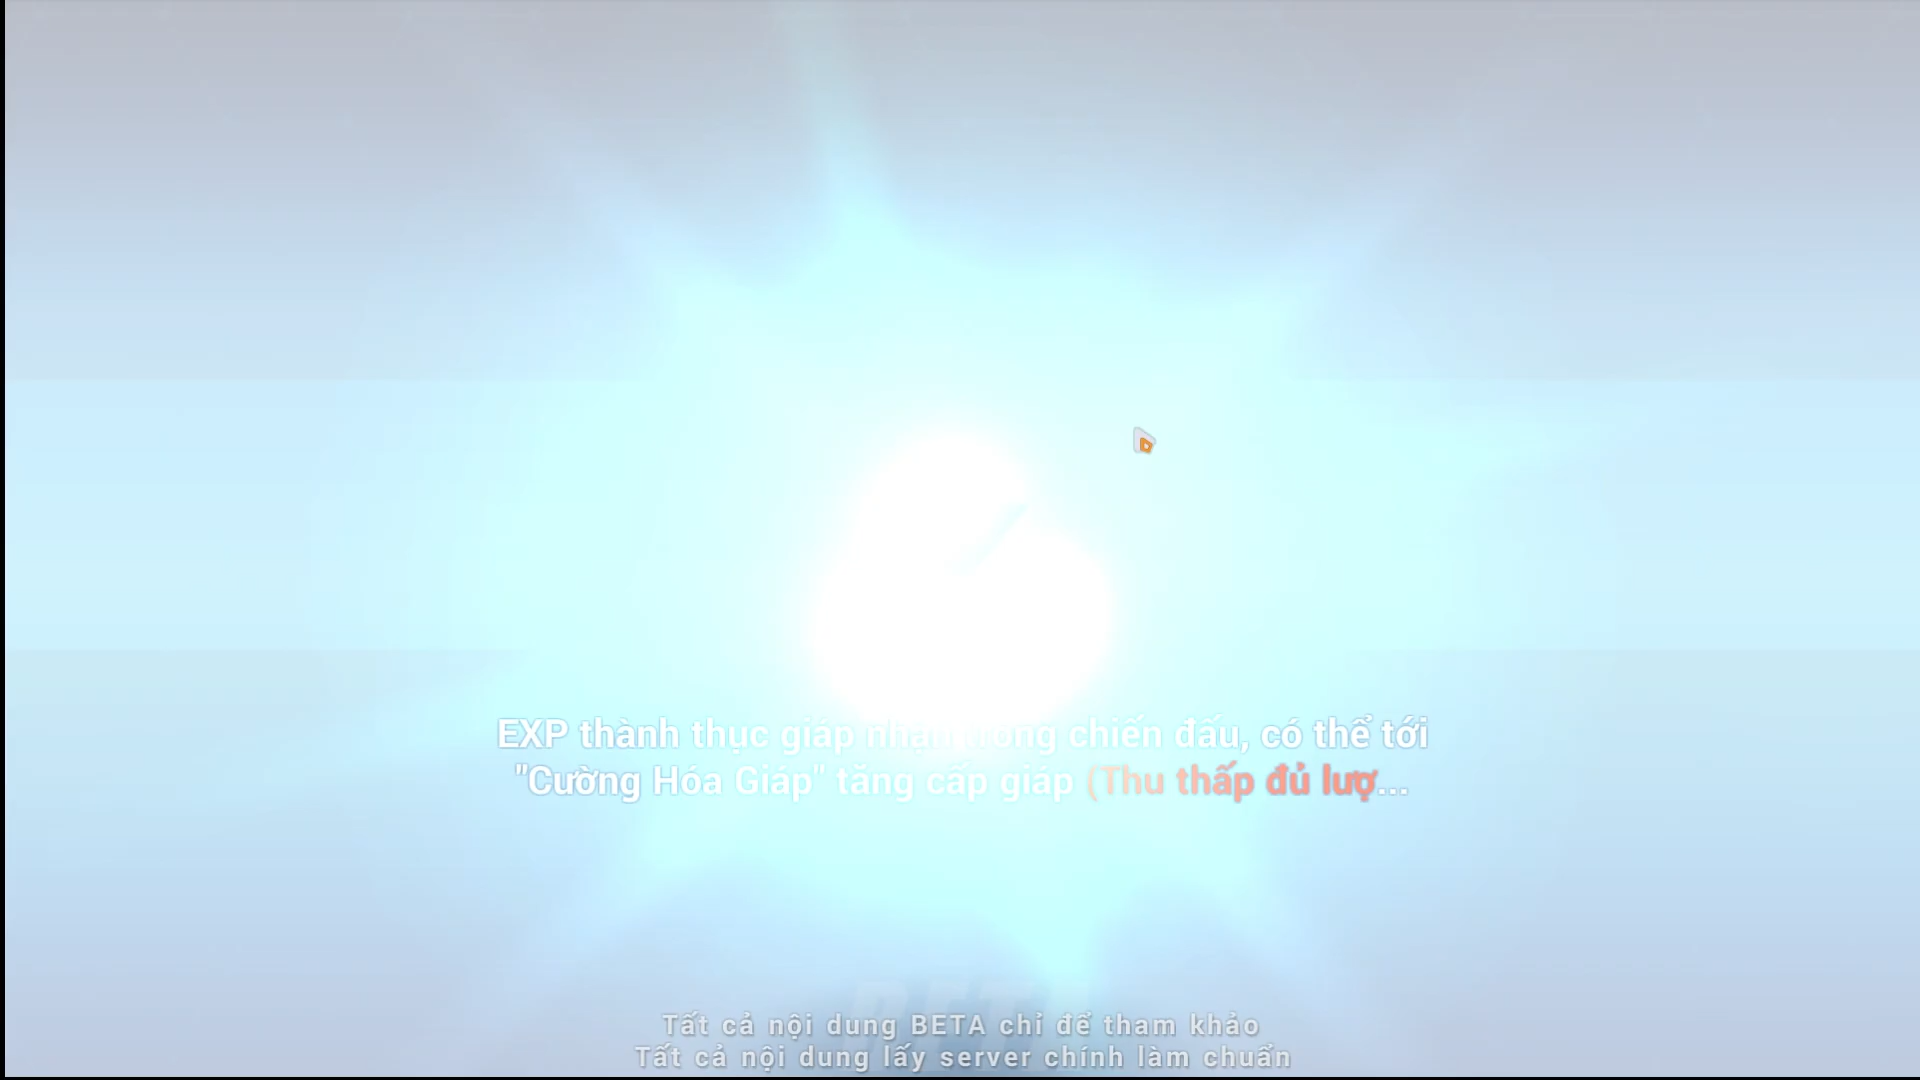 EXP thành thục giáp nhận trong chiến đấu, có thể tới
"Cường Hóa Giáp" tăng cấp giáp (Thu thấp đủ lượ...
BETA
Tất cả nội dung BETA chỉ để tham khảo
Tất cả nội dung lấy server chính làm chuẩn